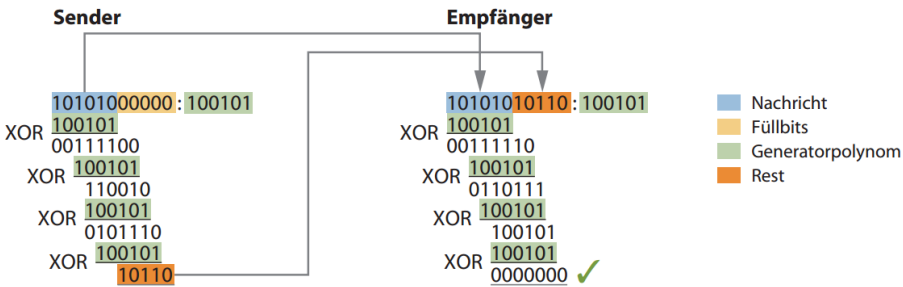 Sender
10101000000 : 100101
XOR 100101
00111100
XOR 100101
110010
XOR 100101
0101110
XOR 100101
10110
Empfänger
10101010110 : 100101
XOR 100101
00111110
XOR 100101
0110111
XOR 100101
100101
XOR 100101
0000000 ✓
Nachricht
Füllbits
Generatorpolynom
Rest